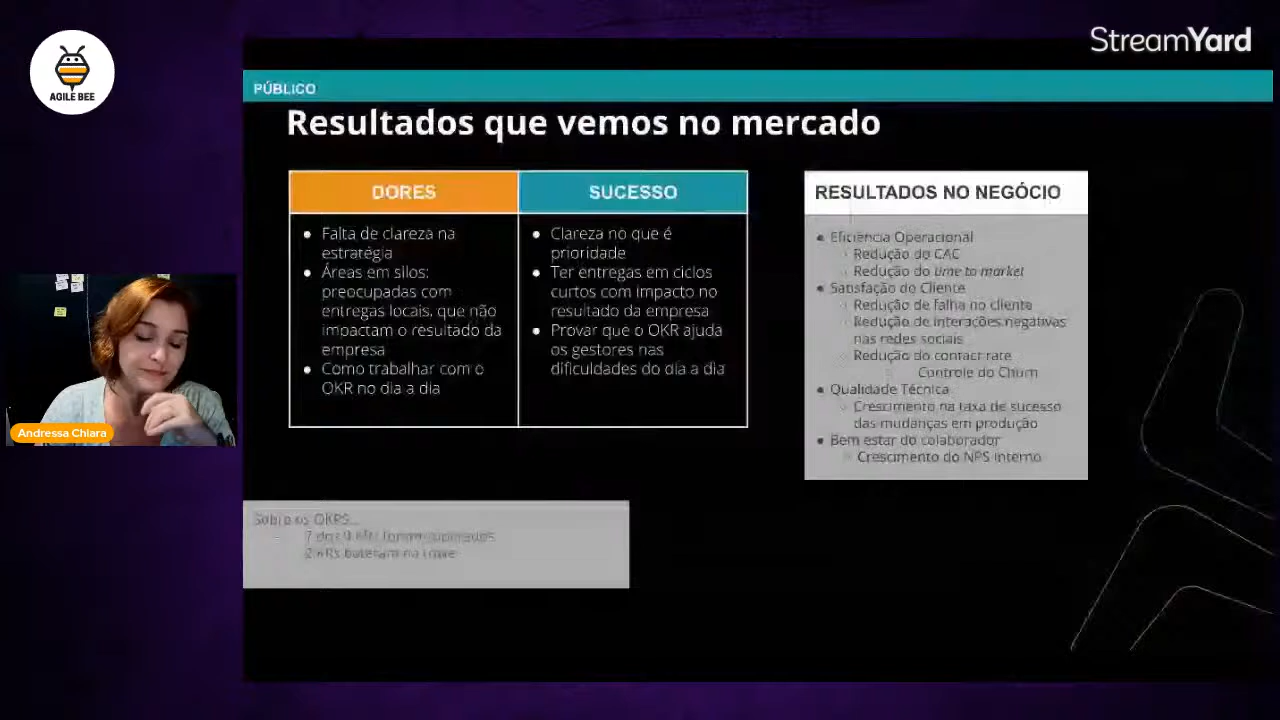 StreamYard
AGILE BEE
PÚBLICO
Resultados que vemos no mercado
DORES
Falta de clareza na
estratégia
Áreas em silos:
preocupadas com
entregas locais, que não
impactam o resultado da
empresa
Como trabalhar com o
OKR no dia a dia
SUCESSO
Clareza no que é
prioridade
Ter entregas em ciclos
curtos com impacto no
resultado da empresa
Provar que o OKR ajuda
os gestores nas
dificuldades do dia a dia
RESULTADOS NO NEGÓCIO
Eficiência Operacional
Redução do CAC
Redução do time to market
Satisfação do Cliente
Redução de falha no cliente
Redução de interações negativas
nas redes sociais
Redução do contact rate
Controle do Churn
Qualidade Técnica
Crescimento na taxa de sucesso
das mudanças em produção
Bem estar do colaborador
Crescimento do NPS interno
Andressa Chiara
Sobre os OKRS...
7 dos 9 KRs foram superados
2 KRs bateram na